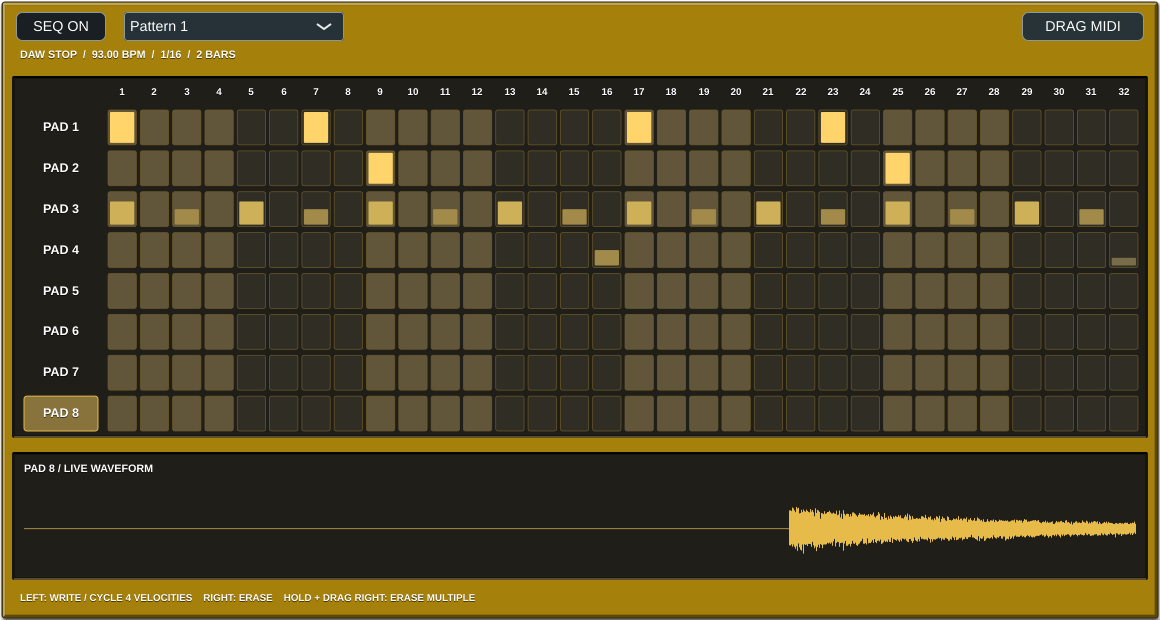 SEQ ON Pattern 1 DRAG MIDI
DAW STOP / 93.00 BPM / 1/16 / 2 BARS
1 2 3 4 5 6 7 8 9 10 11 12 13 14 15 16 17 18 19 20 21 22 23 24 25 26 27 28 29 30 31 32
PAD 1
PAD 2
PAD 3
PAD 4
PAD 5
PAD 6
PAD 7
PAD 8
PAD 8 / LIVE WAVEFORM
LEFT: WRITE / CYCLE 4 VELOCITIES RIGHT: ERASE HOLD + DRAG RIGHT: ERASE MULTIPLE